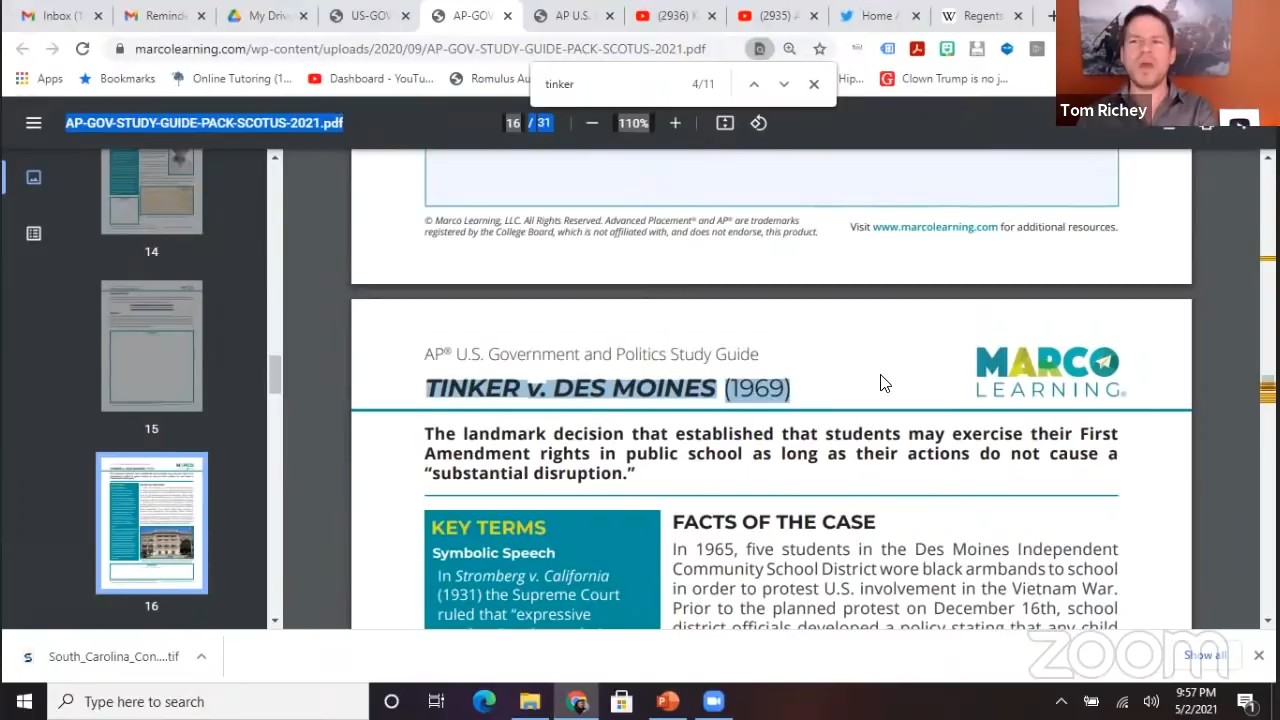 Inbox (
Remind
My Driv
US-GOV
AP-GOV
AP U.S.
(2936)
(2935)
Home
Regents
marcolearning.com/wp-content/uploads/2020/09/AP-GOV-STUDY-GUIDE-PACK-SCOTUS-2021.pdf
Apps
Bookmarks
Online Tutoring (1...
Dashboard - YouTu...
Romulus Au
Hip...
Clown Trump is no j...
tinker
4/11
Tom Richey
AP-GOV-STUDY-GUIDE-PACK-SCOTUS-2021.pdf
16 / 31
110%
© Marco Learning, LLC. All Rights Reserved. Advanced Placement® and AP® are trademarks
registered by the College Board, which is not affiliated with, and does not endorse, this product.
Visit www.marcolearning.com for additional resources.
14
15
16
AP® U.S. Government and Politics Study Guide
TINKER v. DES MOINES (1969)
MARCO
LEARNING®
The landmark decision that established that students may exercise their First
Amendment rights in public school as long as their actions do not cause a
“substantial disruption.”
KEY TERMS
Symbolic Speech
In Stromberg v. California
(1931) the Supreme Court
ruled that “expressive
FACTS OF THE CASE
In 1965, five students in the Des Moines Independent
Community School District wore black armbands to school
in order to protest U.S. involvement in the Vietnam War.
Prior to the planned protest on December 16th, school
district officials developed a policy stating that any child
South_Carolina_Con....tif
Show all
zoom
Type here to search
9:57 PM
5/2/2021